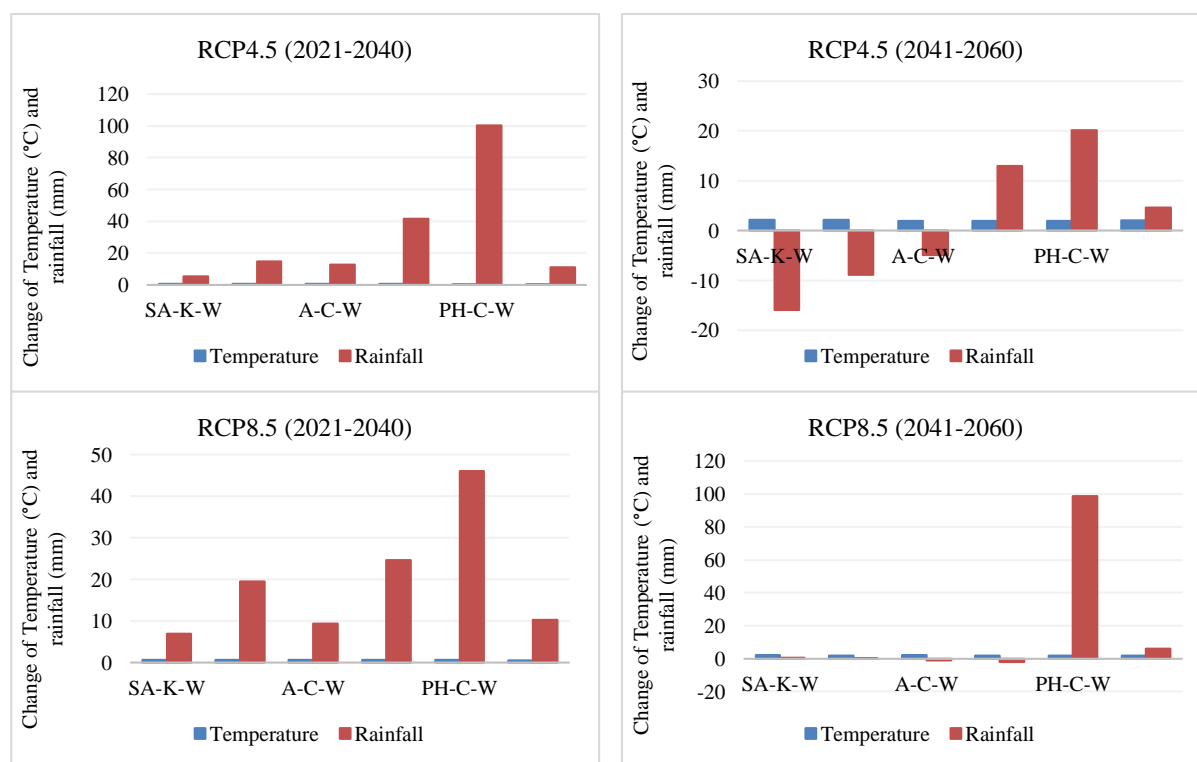 RCP4.5 (2021-2040)
Change of Temperature (°C) and
rainfall (mm)
120
100
80
60
40
20
0
SA-K-W A-C-W PH-C-W
Temperature Rainfall
RCP4.5 (2041-2060)
Change of Temperature (°C) and
rainfall (mm)
30
20
10
0
-10
-20
SA-K-W A-C-W PH-C-W
Temperature Rainfall
RCP8.5 (2021-2040)
Change of Temperature (°C) and
rainfall (mm)
50
40
30
20
10
0
SA-K-W A-C-W PH-C-W
Temperature Rainfall
RCP8.5 (2041-2060)
Change of Temperature (°C) and
rainfall (mm)
120
100
80
60
40
20
0
-20
SA-K-W A-C-W PH-C-W
Temperature Rainfall